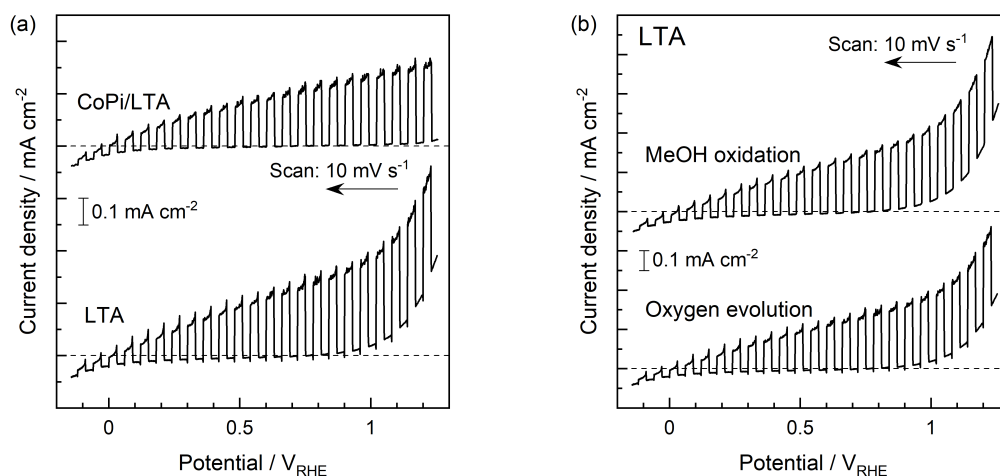 (a)
CoPi/LTA
Scan: 10 mV s⁻¹
0.1 mA cm⁻²
LTA
Current density / mA cm⁻²
0
0.5
1
Potential / V_RHE
(b)
LTA
Scan: 10 mV s⁻¹
MeOH oxidation
0.1 mA cm⁻²
Oxygen evolution
Current density / mA cm⁻²
0
0.5
1
Potential / V_RHE